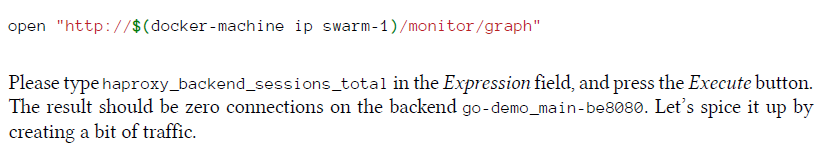 open "http://$(docker-machine ip swarm-1)/monitor/graph"
Please type haproxy_backend_sessions_total in the Expression field, and press the Execute button.
The result should be zero connections on the backend go-demo_main-be8080. Let’s spice it up by
creating a bit of traffic.